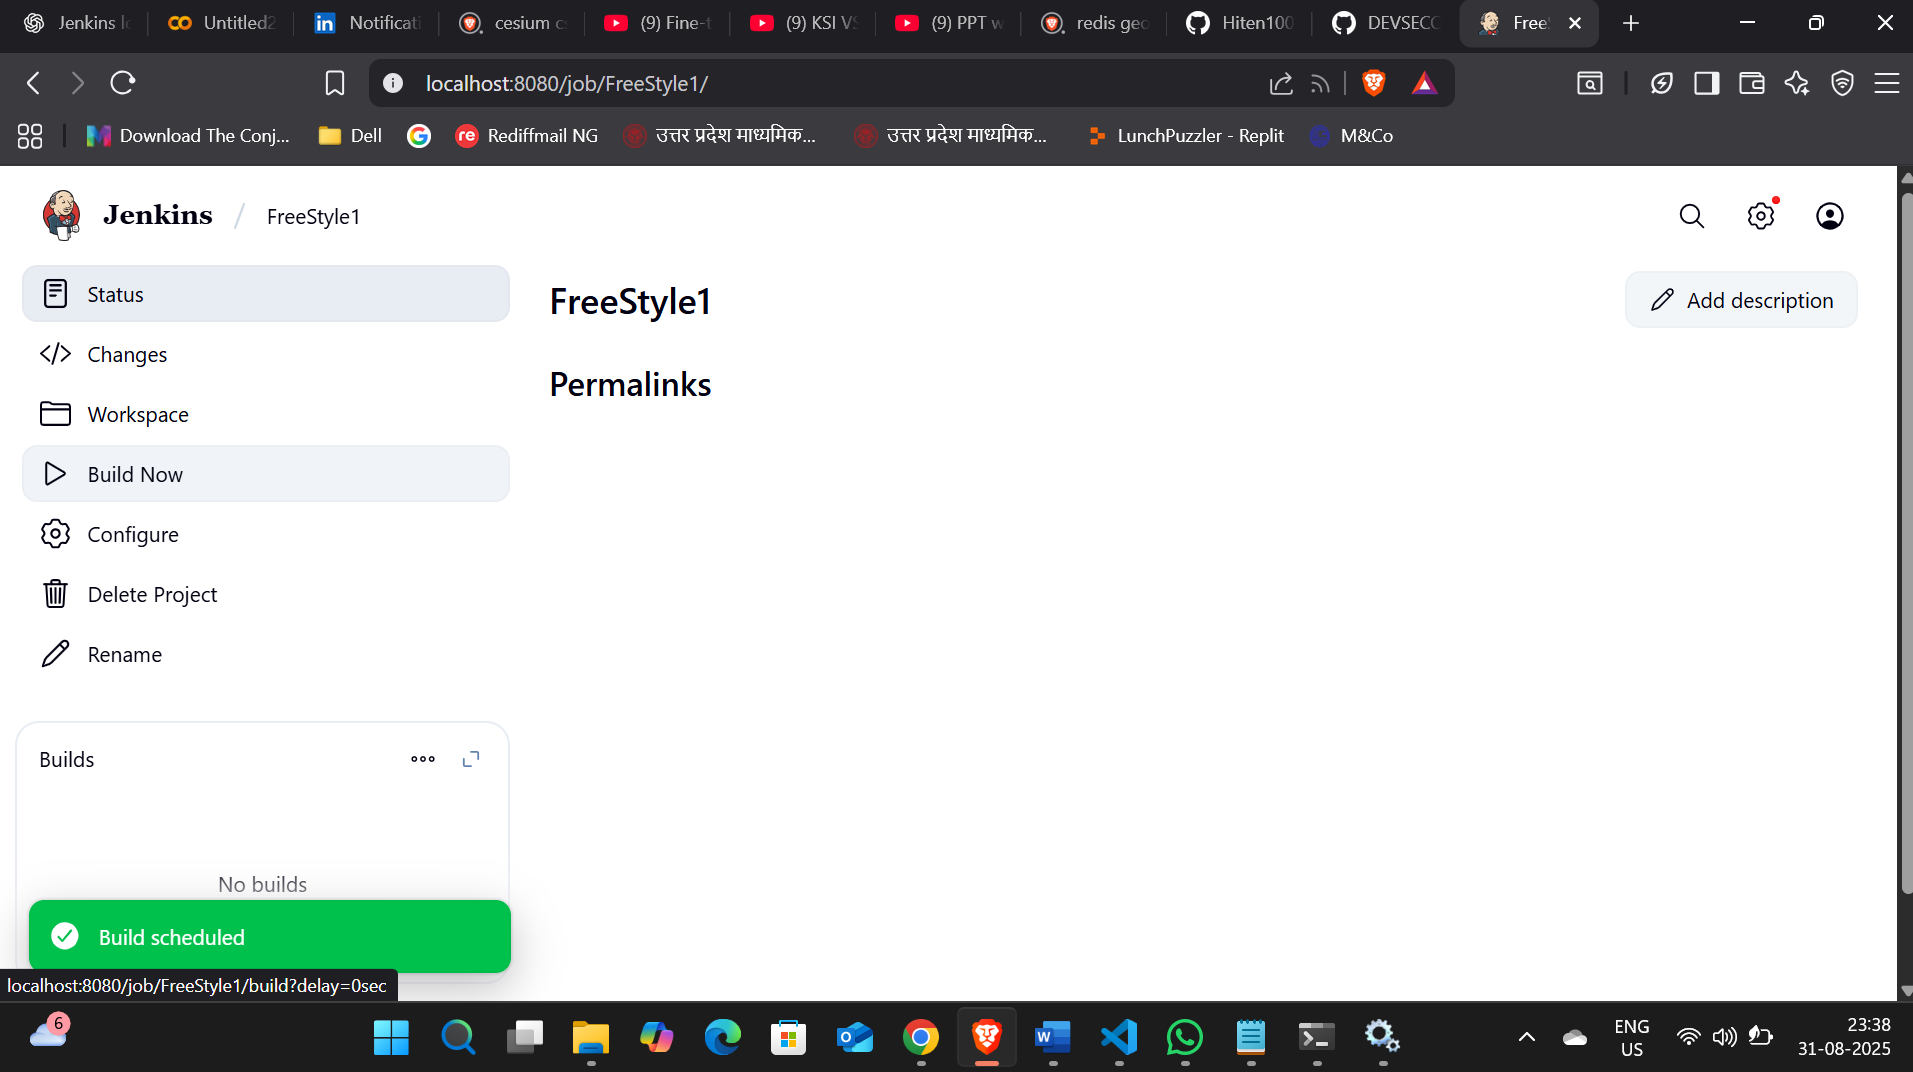 Jenkins
Untitled2
Notificati
cesium c
(9) Fine-t
(9) KSI VS
(9) PPT w
redis geo
Hiten100
DEVSECO
Free
localhost:8080/job/FreeStyle1/
Download The Conj...
Dell
Rediffmail NG
उत्तर प्रदेश माध्यमिक...
उत्तर प्रदेश माध्यमिक...
LunchPuzzler - Replit
M&Co
Jenkins / FreeStyle1
Status
FreeStyle1
Add description
Changes
Permalinks
Workspace
Build Now
Configure
Delete Project
Rename
Builds
No builds
Build scheduled
localhost:8080/job/FreeStyle1/build?delay=0sec
6
ENG
US
23:38
31-08-2025